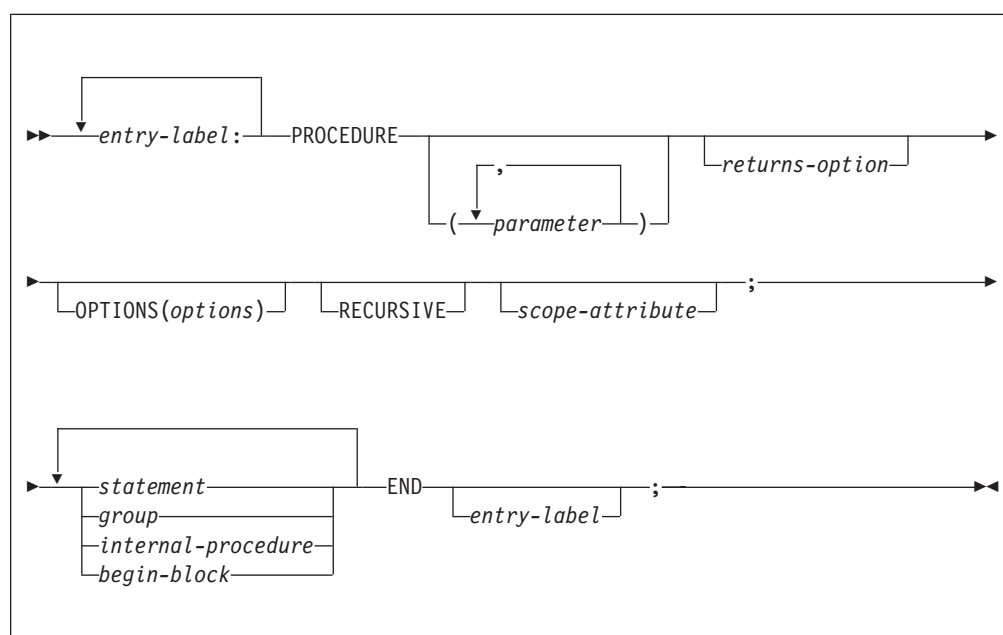 entry-label: PROCEDURE
,
returns-option
( parameter )
;
OPTIONS(options) RECURSIVE scope-attribute
statement END ;
group entry-label
internal-procedure
begin-block